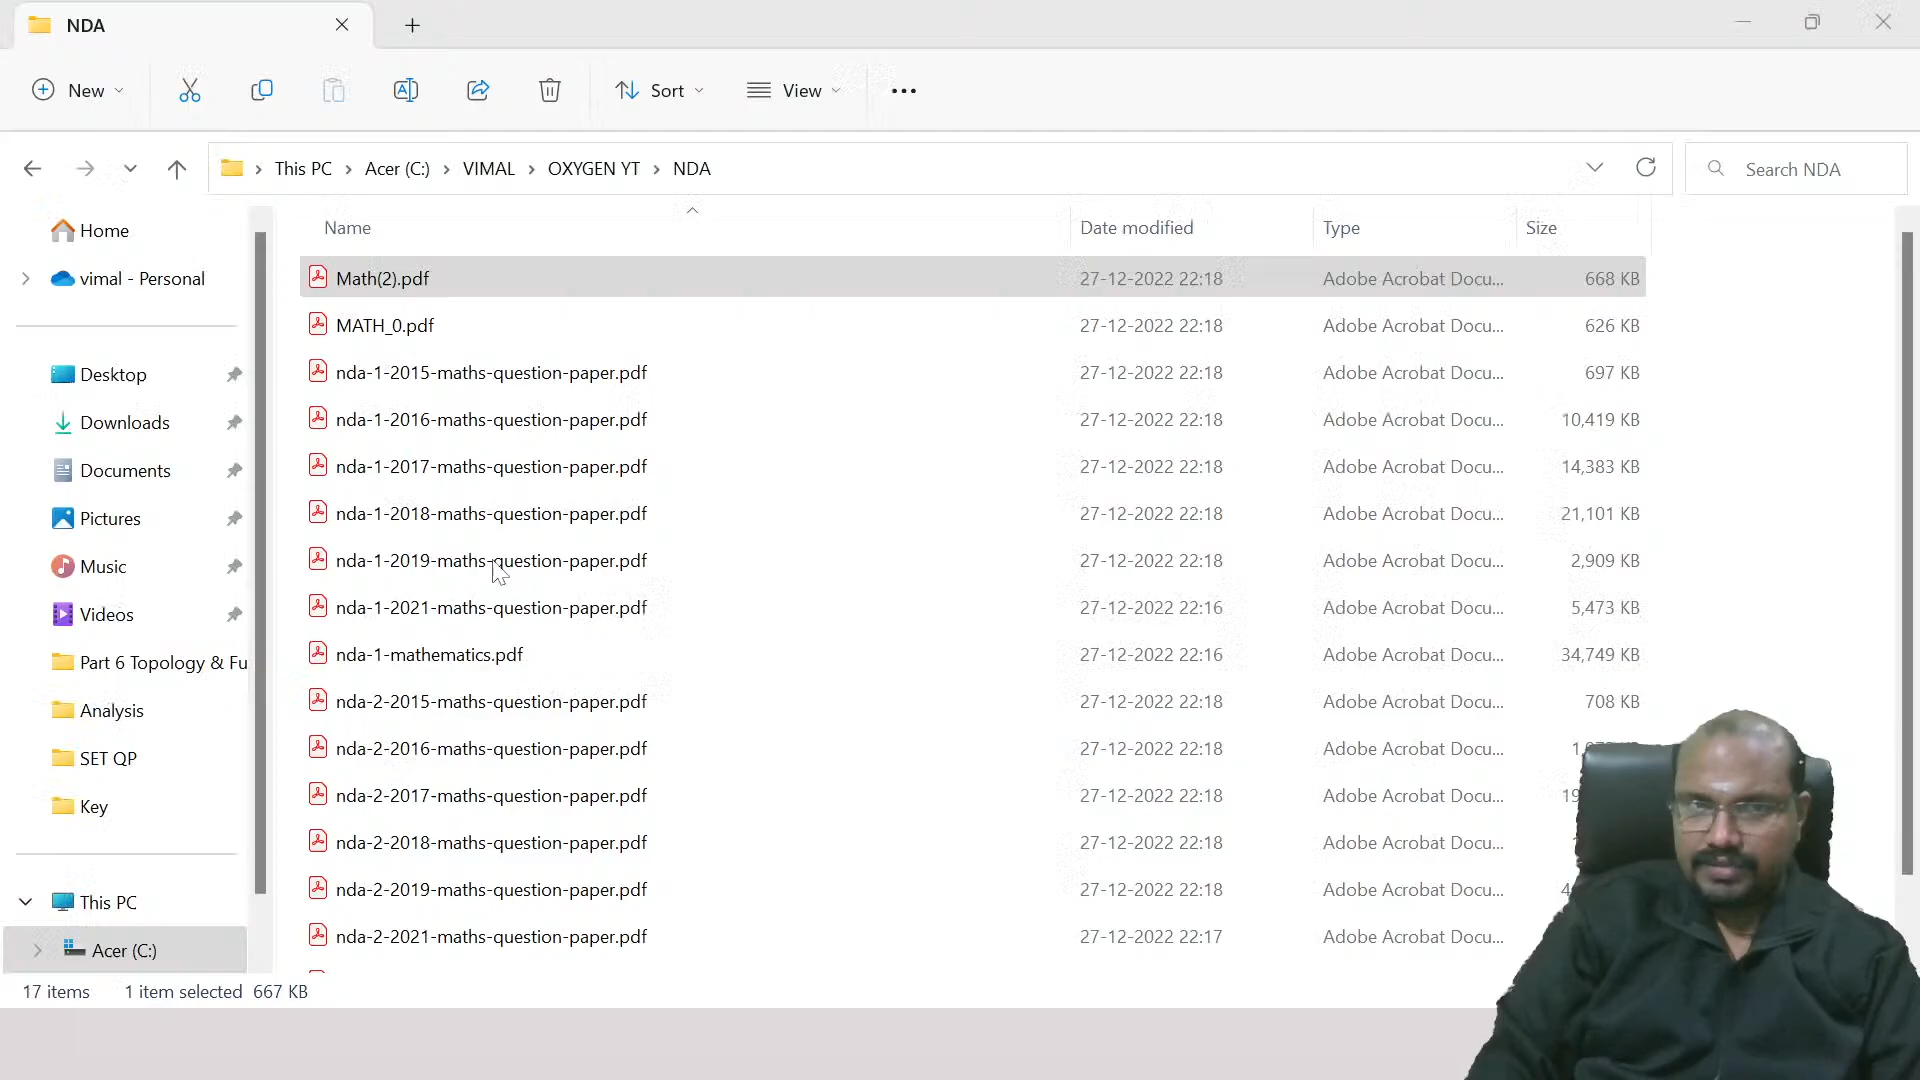 NDA
New
Sort
View
This PC > Acer (C:) > VIMAL > OXYGEN YT > NDA
Search NDA
Home
vimal - Personal
Desktop
Downloads
Documents
Pictures
Music
Videos
Part 6 Topology & Fu
Analysis
SET QP
Key
This PC
Acer (C:)
Name Date modified Type Size
Math(2).pdf 27-12-2022 22:18 Adobe Acrobat Docu... 668 KB
MATH_0.pdf 27-12-2022 22:18 Adobe Acrobat Docu... 626 KB
nda-1-2015-maths-question-paper.pdf 27-12-2022 22:18 Adobe Acrobat Docu... 697 KB
nda-1-2016-maths-question-paper.pdf 27-12-2022 22:18 Adobe Acrobat Docu... 10,419 KB
nda-1-2017-maths-question-paper.pdf 27-12-2022 22:18 Adobe Acrobat Docu... 14,383 KB
nda-1-2018-maths-question-paper.pdf 27-12-2022 22:18 Adobe Acrobat Docu... 21,101 KB
nda-1-2019-maths-question-paper.pdf 27-12-2022 22:18 Adobe Acrobat Docu... 2,909 KB
nda-1-2021-maths-question-paper.pdf 27-12-2022 22:16 Adobe Acrobat Docu... 5,473 KB
nda-1-mathematics.pdf 27-12-2022 22:16 Adobe Acrobat Docu... 34,749 KB
nda-2-2015-maths-question-paper.pdf 27-12-2022 22:18 Adobe Acrobat Docu... 708 KB
nda-2-2016-maths-question-paper.pdf 27-12-2022 22:18 Adobe Acrobat Docu...
nda-2-2017-maths-question-paper.pdf 27-12-2022 22:18 Adobe Acrobat Docu...
nda-2-2018-maths-question-paper.pdf 27-12-2022 22:18 Adobe Acrobat Docu...
nda-2-2019-maths-question-paper.pdf 27-12-2022 22:18 Adobe Acrobat Docu...
nda-2-2021-maths-question-paper.pdf 27-12-2022 22:17 Adobe Acrobat Docu...
17 items 1 item selected 667 KB